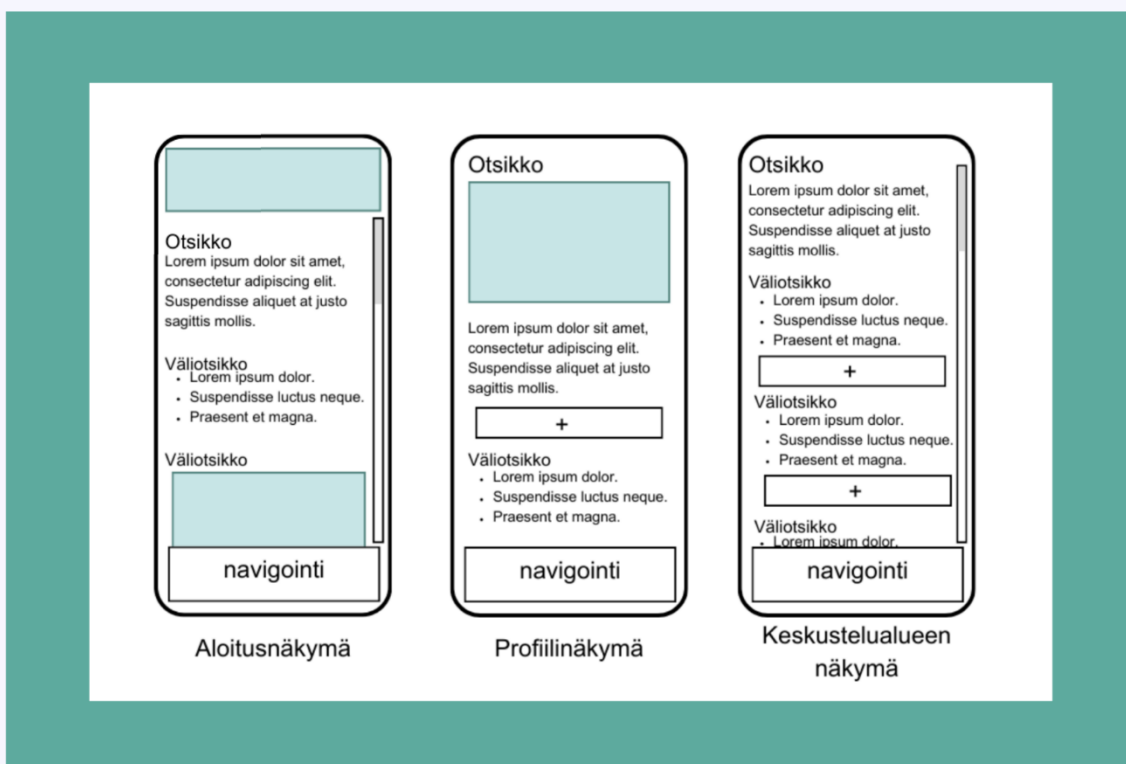 Otsikko
Lorem ipsum dolor sit amet,
consectetur adipiscing elit.
Suspendisse aliquet at justo
sagittis mollis.
Väliotsikko
• Lorem ipsum dolor.
• Suspendisse luctus neque.
• Praesent et magna.
Väliotsikko
navigointi
Aloitusnäkymä
Otsikko
Lorem ipsum dolor sit amet,
consectetur adipiscing elit.
Suspendisse aliquet at justo
sagittis mollis.
+
Väliotsikko
• Lorem ipsum dolor.
• Suspendisse luctus neque.
• Praesent et magna.
navigointi
Profiilinäkymä
Otsikko
Lorem ipsum dolor sit amet,
consectetur adipiscing elit.
Suspendisse aliquet at justo
sagittis mollis.
Väliotsikko
• Lorem ipsum dolor.
• Suspendisse luctus neque.
• Praesent et magna.
+
Väliotsikko
• Lorem ipsum dolor.
• Suspendisse luctus neque.
• Praesent et magna.
+
Väliotsikko
• Lorem ipsum dolor.
navigointi
Keskustelualueen
näkymä